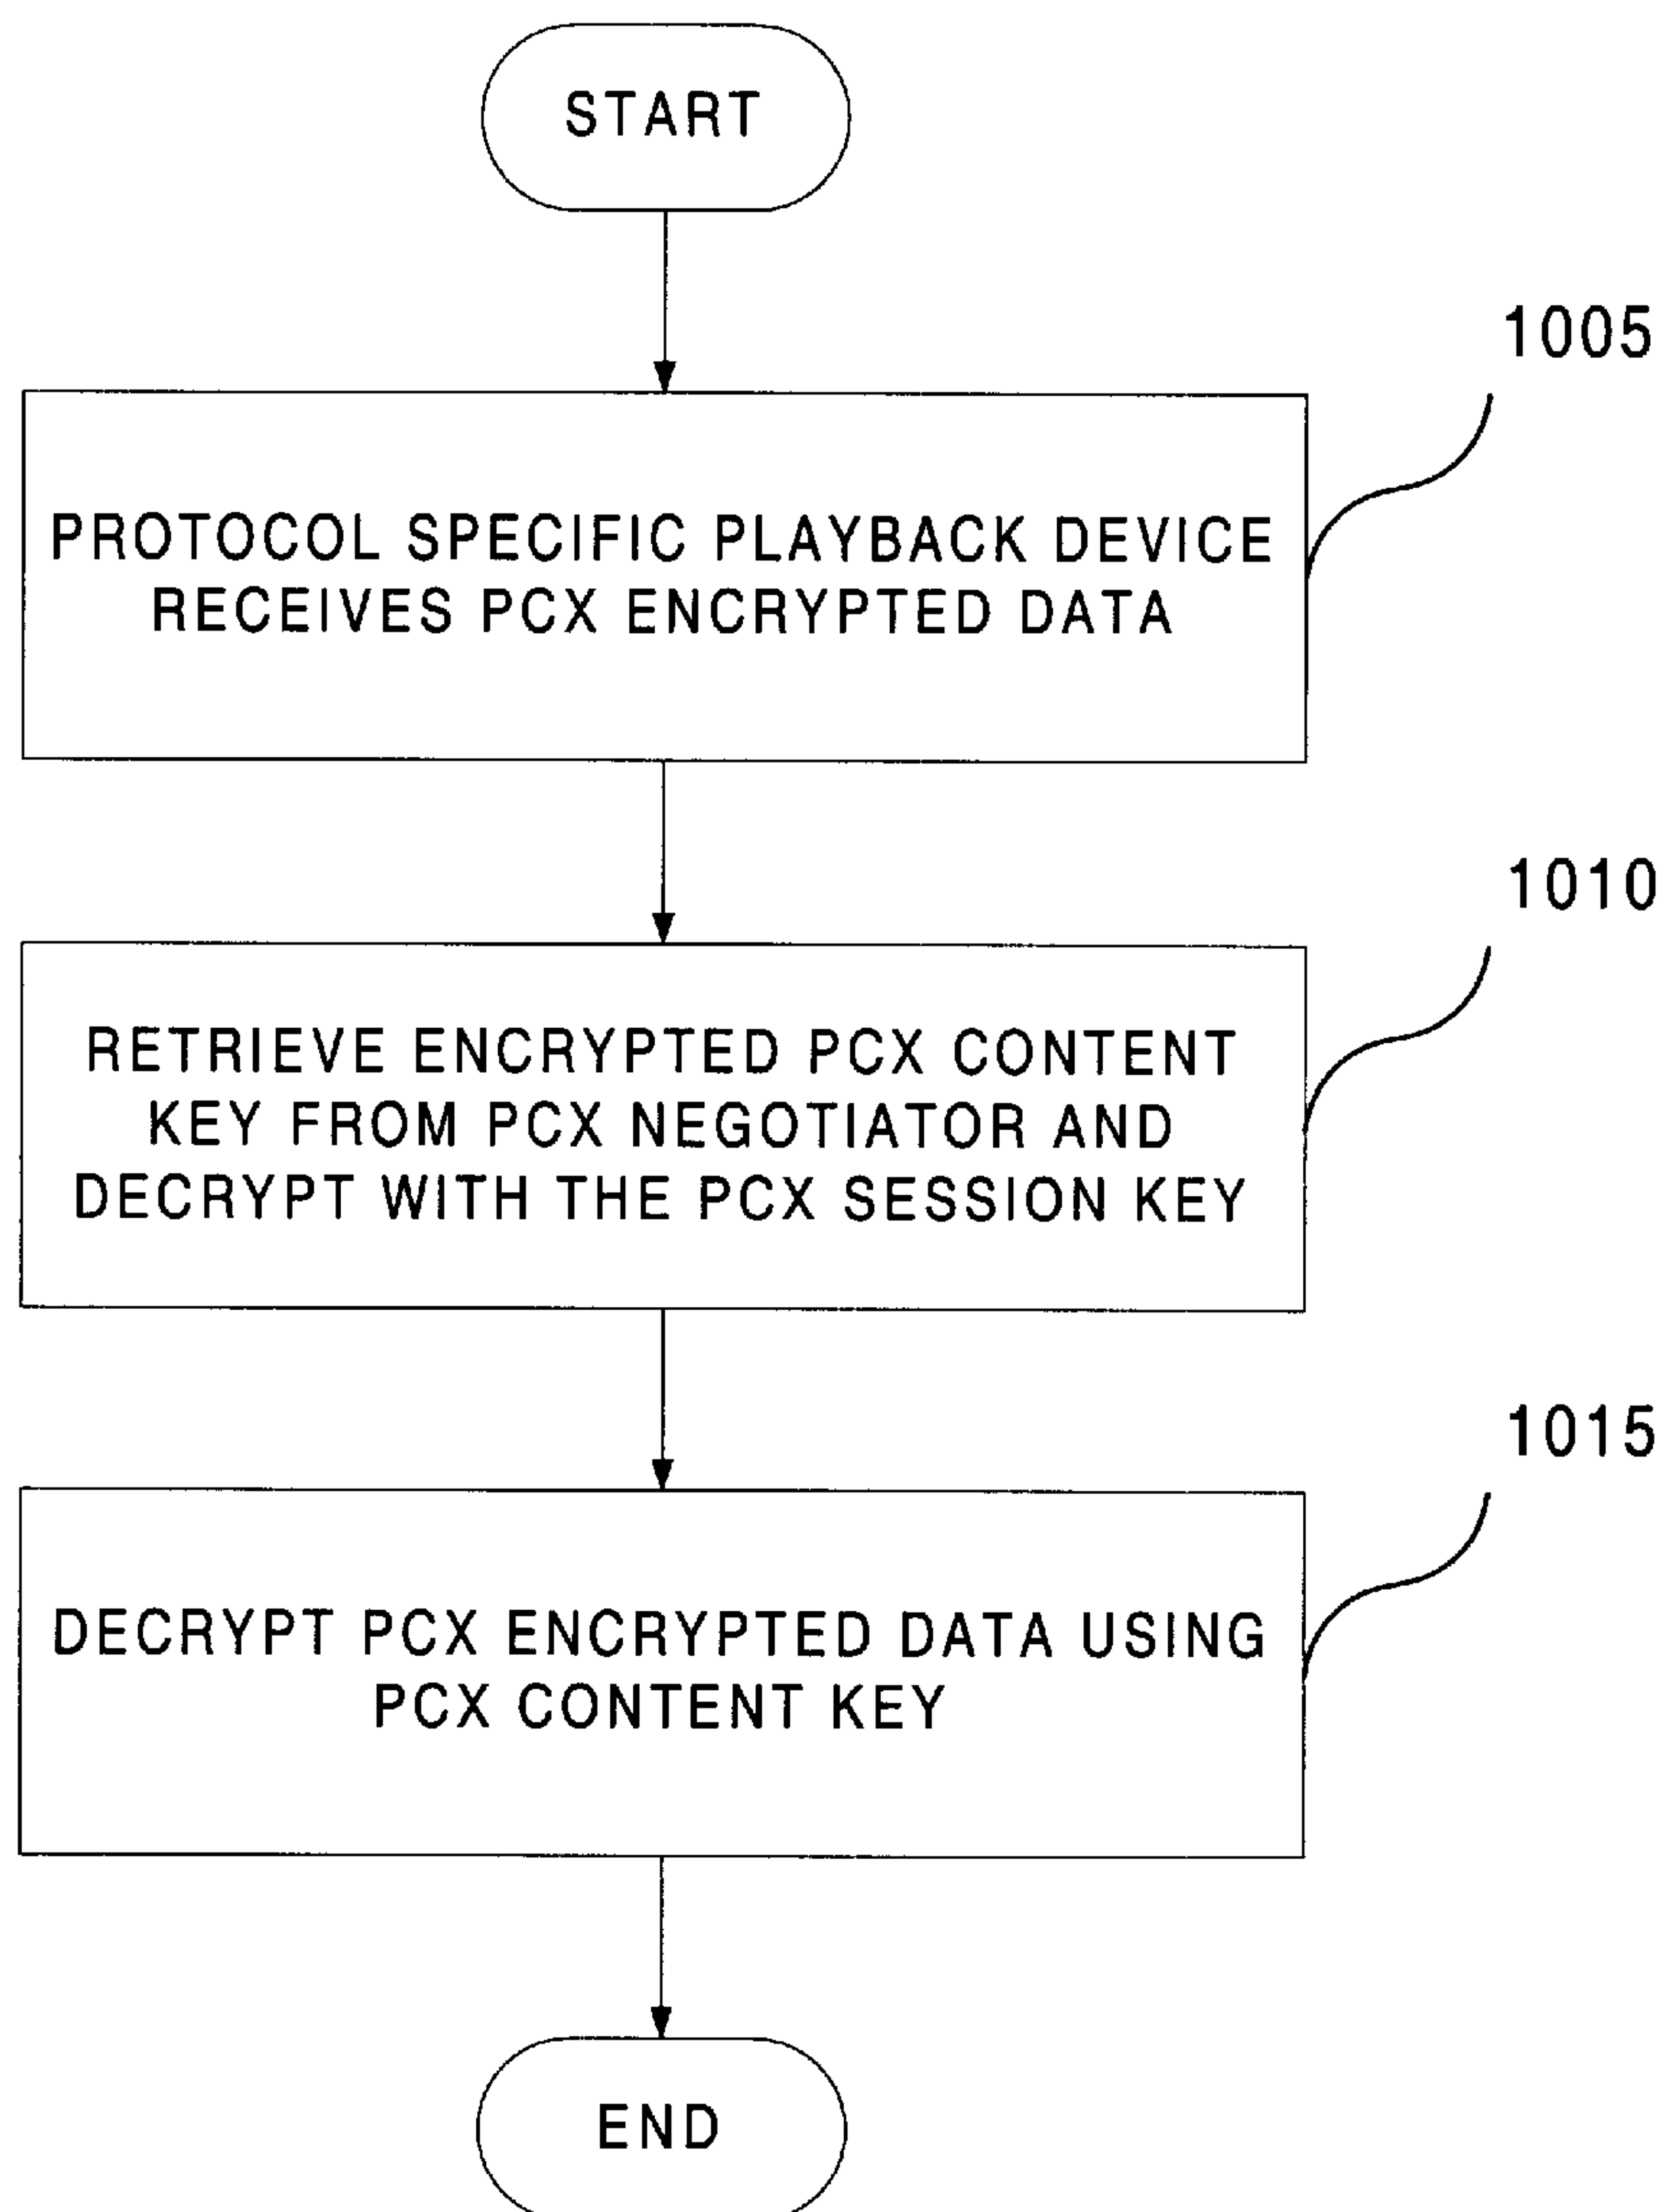 START
1005
PROTOCOL SPECIFIC PLAYBACK DEVICE
RECEIVES PCX ENCRYPTED DATA
1010
RETRIEVE ENCRYPTED PCX CONTENT
KEY FROM PCX NEGOTIATOR AND
DECRYPT WITH THE PCX SESSION KEY
1015
DECRYPT PCX ENCRYPTED DATA USING
PCX CONTENT KEY
END